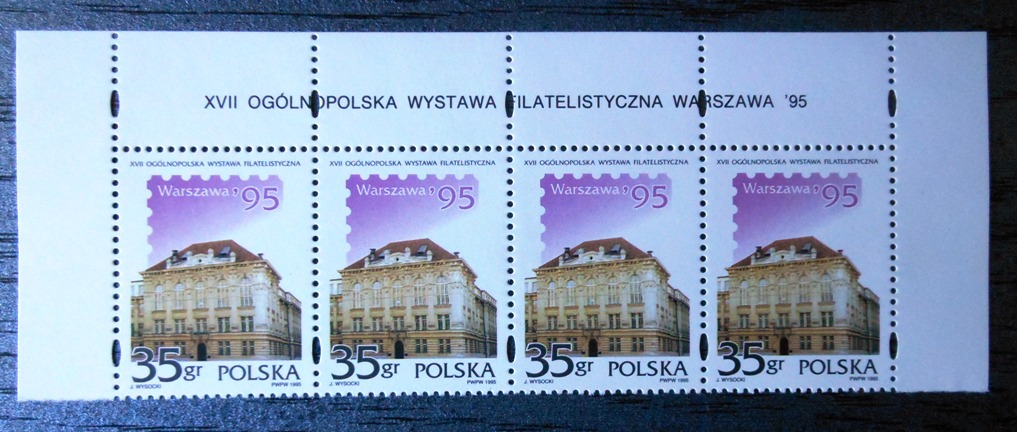 XVII OGÓLNOPOLSKA WYSTAWA FILATELISTYCZNA WARSZAWA '95
XVII OGÓLNOPOLSKA WYSTAWA FILATELISTYCZNA
Warszawa '95
35gr POLSKA
J. WYSOCKI PWPW 1995
XVII OGÓLNOPOLSKA WYSTAWA FILATELISTYCZNA
Warszawa '95
35gr POLSKA
J. WYSOCKI PWPW 1995
XVII OGÓLNOPOLSKA WYSTAWA FILATELISTYCZNA
Warszawa '95
35gr POLSKA
J. WYSOCKI PWPW 1995
XVII OGÓLNOPOLSKA WYSTAWA FILATELISTYCZNA
Warszawa '95
35gr POLSKA
J. WYSOCKI PWPW 1995